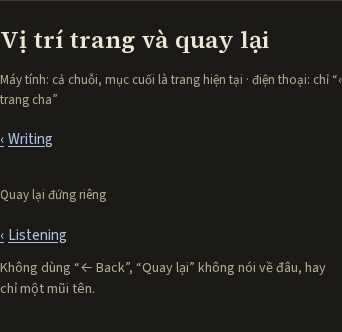 Vị trí trang và quay lại
Máy tính: cả chuỗi, mục cuối là trang hiện tại · điện thoại: chỉ “‹
trang cha”
‹ Writing
Quay lại đứng riêng
‹ Listening
Không dùng “← Back”, “Quay lại” không nói về đâu, hay
chỉ một mũi tên.